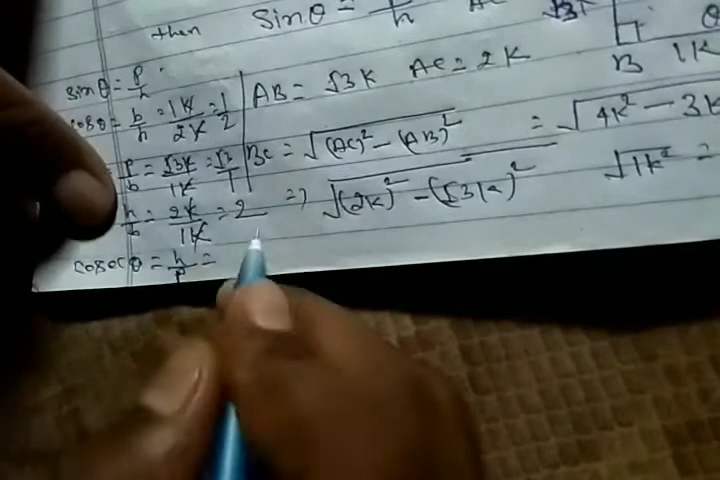 then sinθ = /h
sinθ = p/h
cosθ = b/h = 1K/2K = 1/2
p/b = √3K/1K = √3/1
h/b = 2K/1K = 2
cosecθ = h/p =
AB = √3K AC = 2K
BC = √(AC)² - (AB)² = √4K² - 3K
=> √(2K)² - (√3K)² √1K² =
B 1K
θ